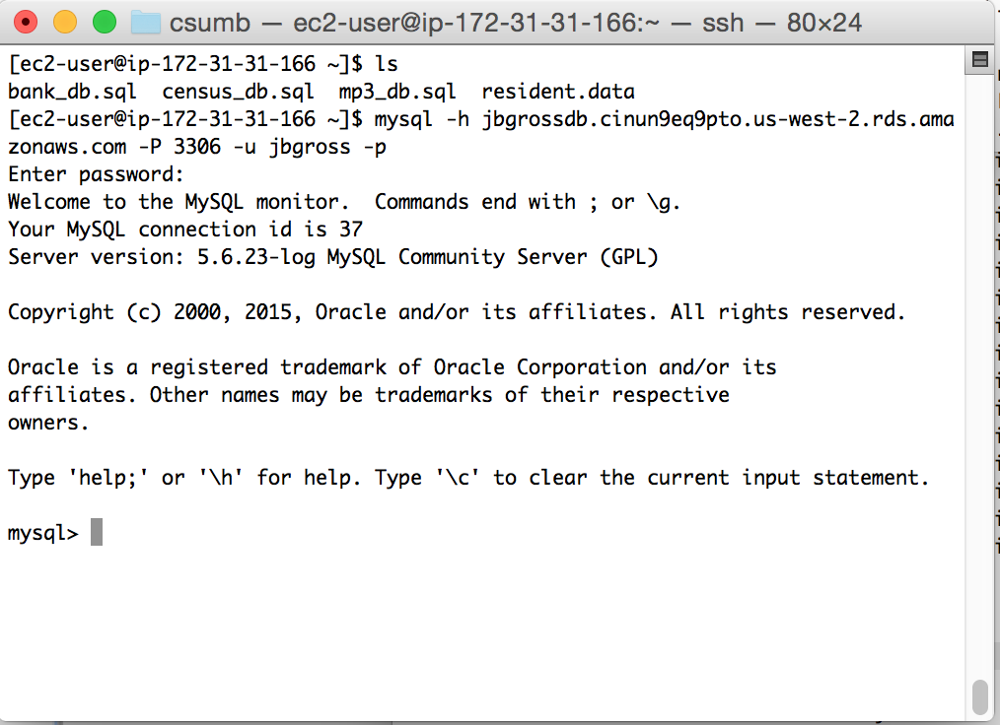 csumb — ec2-user@ip-172-31-31-166:~ — ssh — 80×24
[ec2-user@ip-172-31-31-166 ~]$ ls
bank_db.sql  census_db.sql  mp3_db.sql  resident.data
[ec2-user@ip-172-31-31-166 ~]$ mysql -h jbgrossdb.cinun9eq9pto.us-west-2.rds.ama
zonaws.com -P 3306 -u jbgross -p
Enter password:
Welcome to the MySQL monitor.  Commands end with ; or \g.
Your MySQL connection id is 37
Server version: 5.6.23-log MySQL Community Server (GPL)
Copyright (c) 2000, 2015, Oracle and/or its affiliates. All rights reserved.
Oracle is a registered trademark of Oracle Corporation and/or its
affiliates. Other names may be trademarks of their respective
owners.
Type 'help;' or '\h' for help. Type '\c' to clear the current input statement.
mysql>